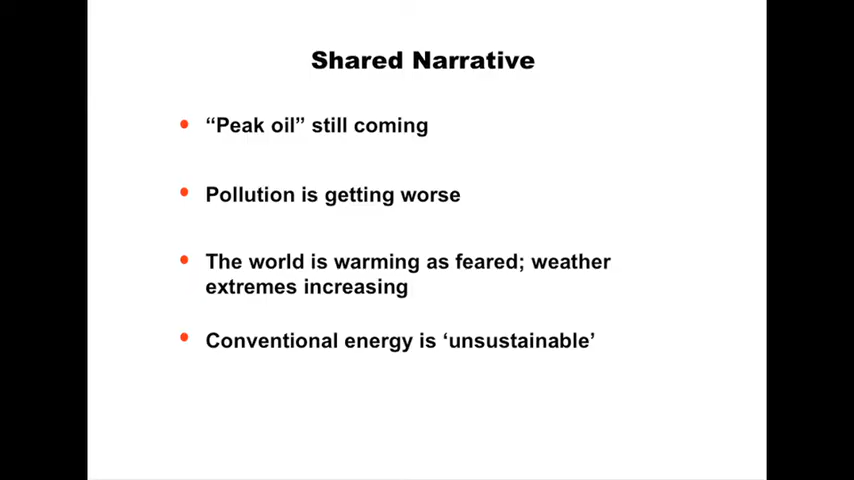 Shared Narrative
• “Peak oil” still coming
• Pollution is getting worse
• The world is warming as feared; weather
extremes increasing
• Conventional energy is ‘unsustainable’